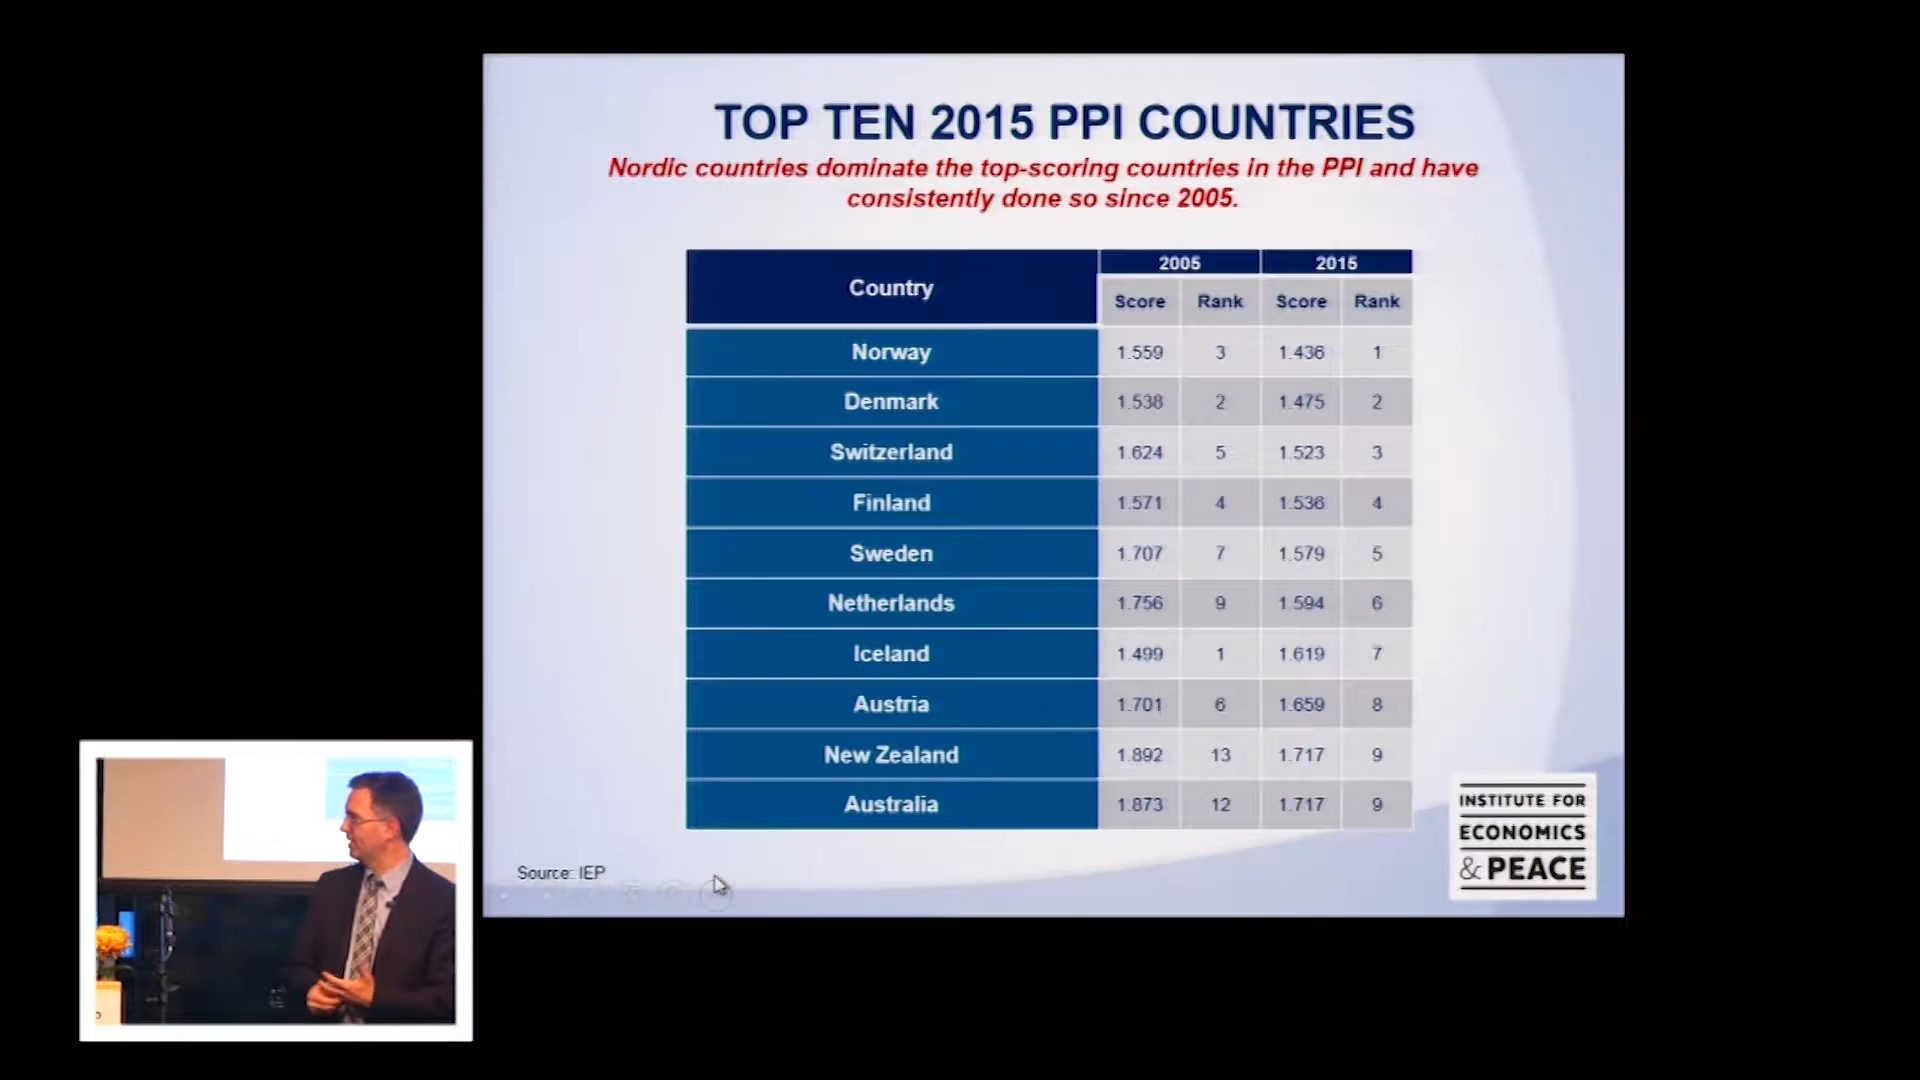 TOP TEN 2015 PPI COUNTRIES
Nordic countries dominate the top-scoring countries in the PPI and have
consistently done so since 2005.
Country 2005 2015
Score Rank Score Rank
Norway 1.559 3 1.436 1
Denmark 1.538 2 1.475 2
Switzerland 1.624 5 1.523 3
Finland 1.571 4 1.536 4
Sweden 1.707 7 1.579 5
Netherlands 1.756 9 1.594 6
Iceland 1.499 1 1.619 7
Austria 1.701 6 1.659 8
New Zealand 1.892 13 1.717 9
Australia 1.873 12 1.717 9
Source: IEP
INSTITUTE FOR
ECONOMICS
& PEACE